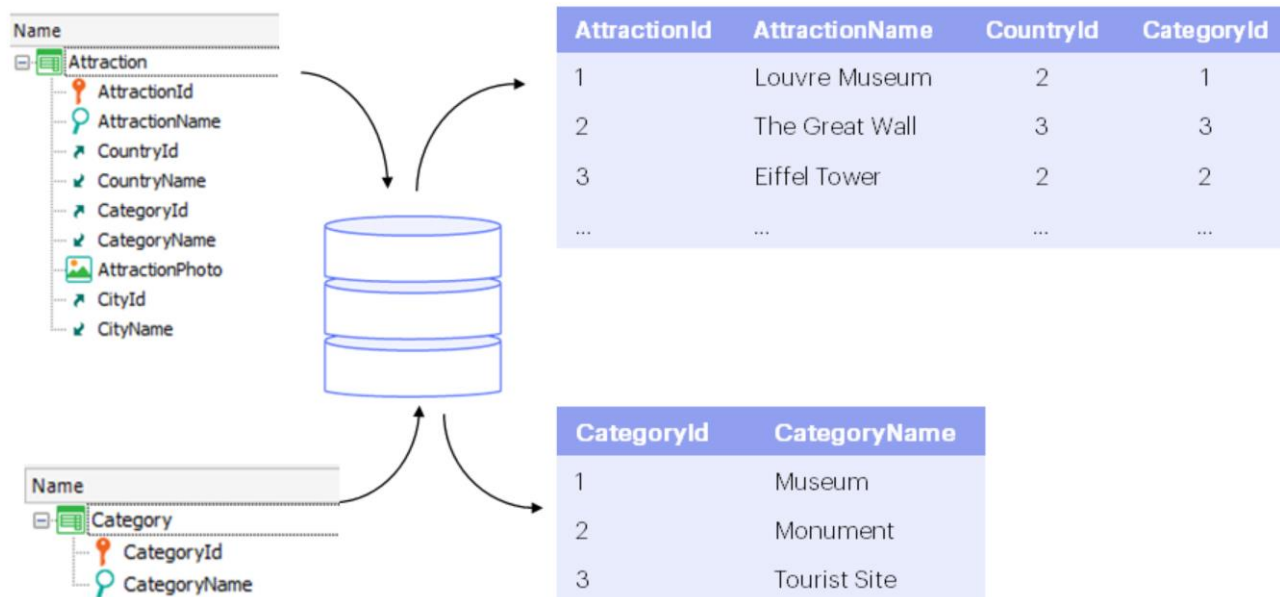 Name
Attraction
AttractionId
AttractionName
CountryId
CountryName
CategoryId
CategoryName
AttractionPhoto
CityId
CityName
AttractionId AttractionName CountryId CategoryId
1 Louvre Museum 2 1
2 The Great Wall 3 3
3 Eiffel Tower 2 2
... ... ... ...
Name
Category
CategoryId
CategoryName
CategoryId CategoryName
1 Museum
2 Monument
3 Tourist Site